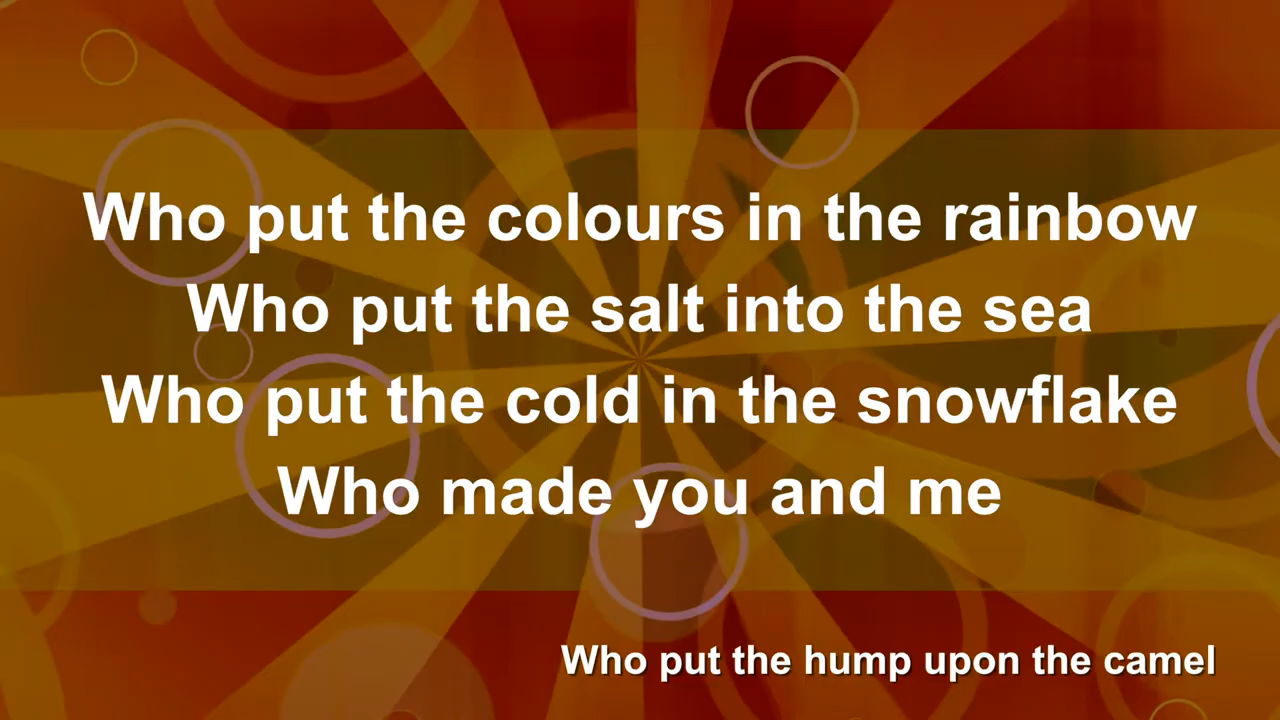 Who put the colours in the rainbow
Who put the salt into the sea
Who put the cold in the snowflake
Who made you and me
Who put the hump upon the camel